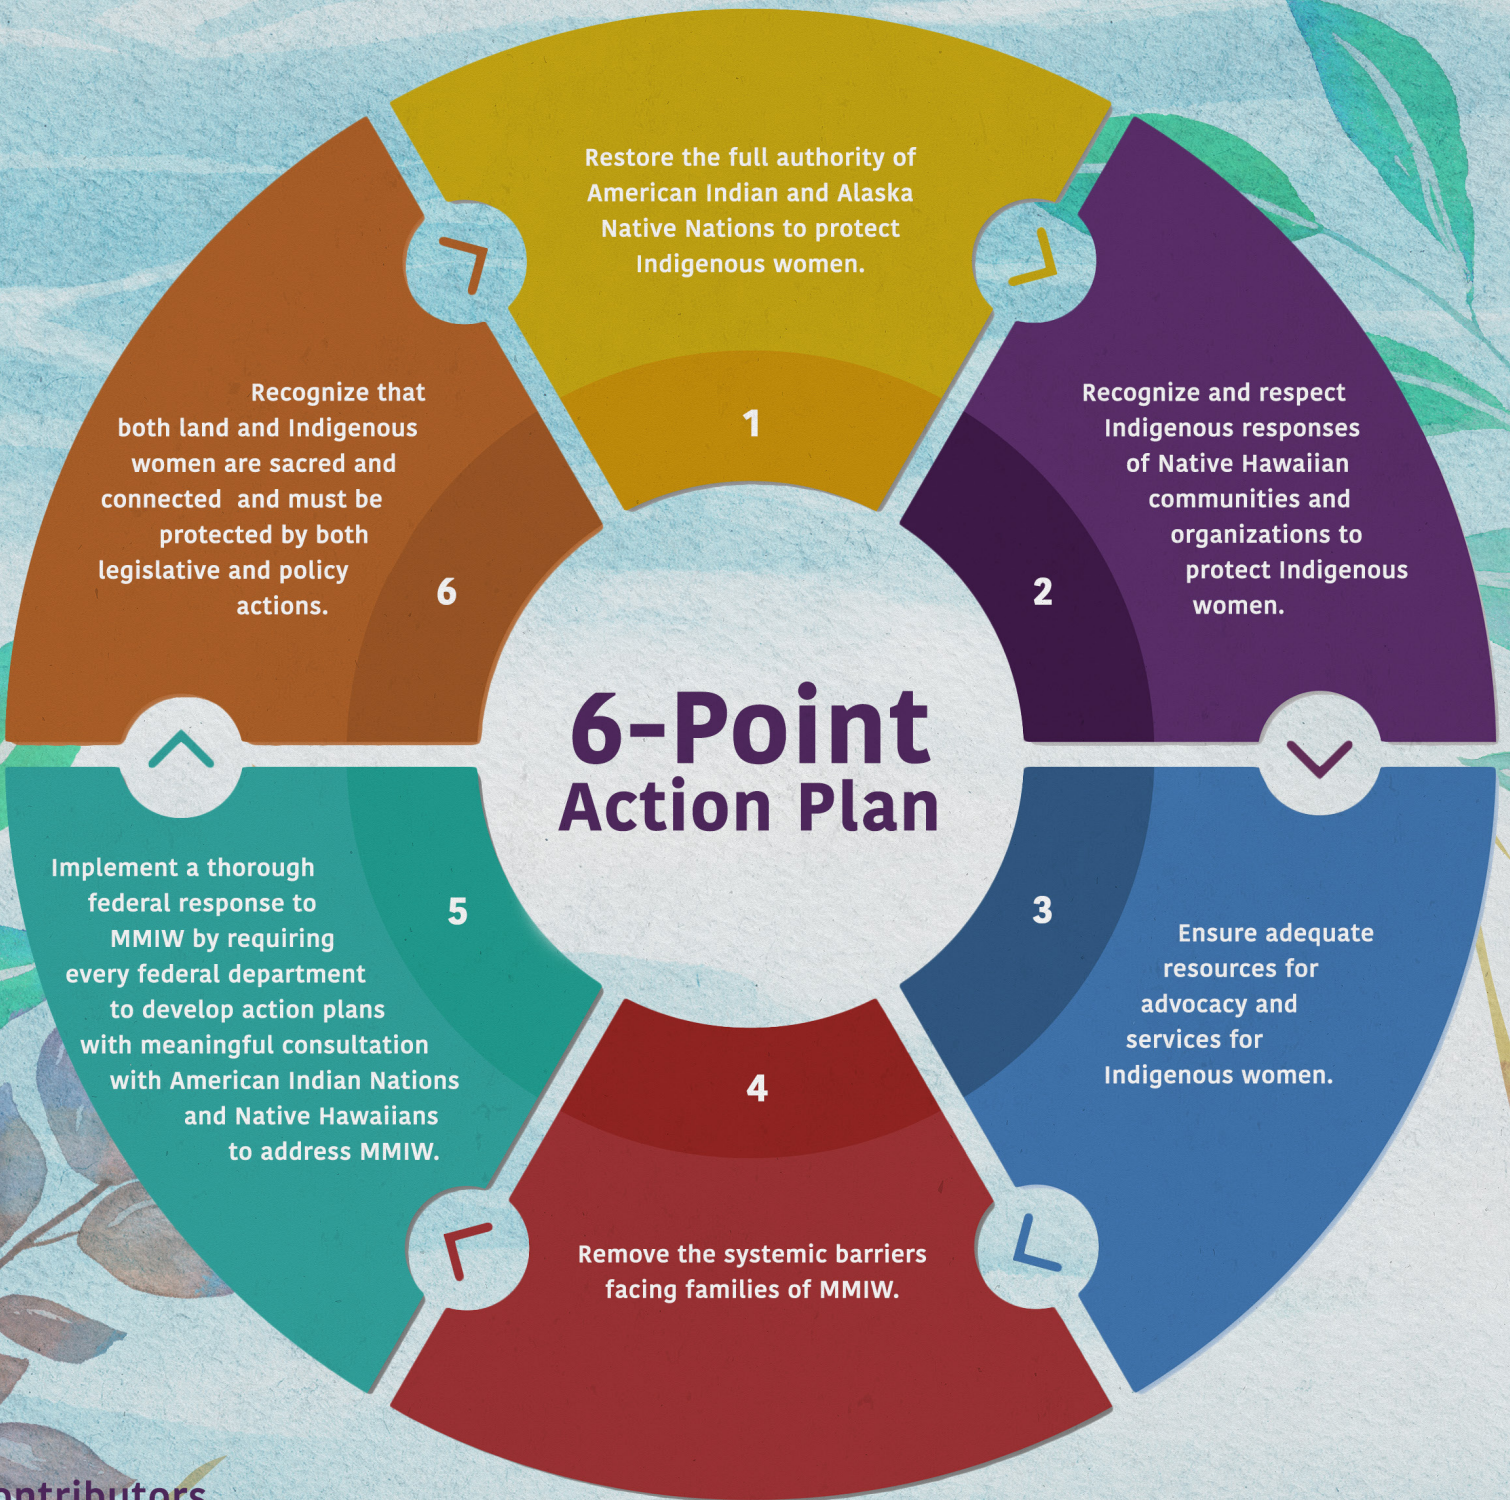 Restore the full authority of
American Indian and Alaska
Native Nations to protect
Indigenous women.
1
Recognize and respect
Indigenous responses
of Native Hawaiian
communities and
organizations to
protect Indigenous
women.
2
Ensure adequate
resources for
advocacy and
services for
Indigenous women.
3
4
Remove the systemic barriers
facing families of MMIW.
Implement a thorough
federal response to
MMIW by requiring
every federal department
to develop action plans
with meaningful consultation
with American Indian Nations
and Native Hawaiians
to address MMIW.
5
Recognize that
both land and Indigenous
women are sacred and
connected  and must be
protected by both
legislative and policy
actions.
6
6-Point
Action Plan